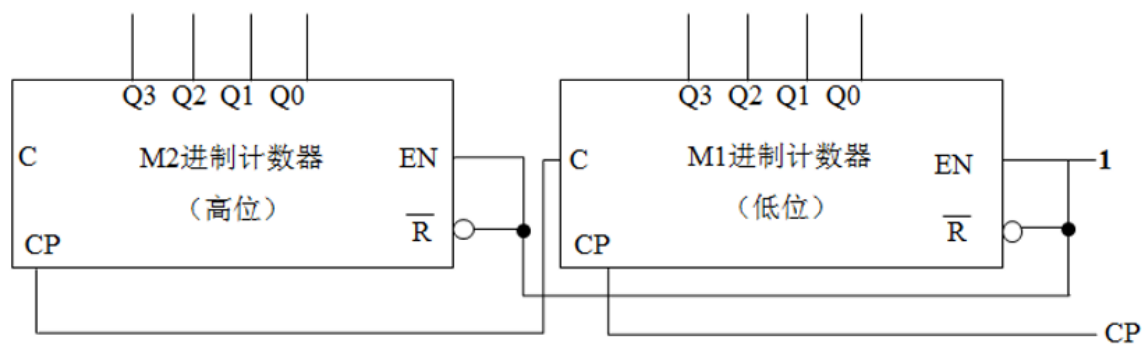 Q3 Q2 Q1 Q0
C M2进制计数器 EN
（高位） R
CP
Q3 Q2 Q1 Q0
C M1进制计数器 EN 1
（低位） R
CP
CP